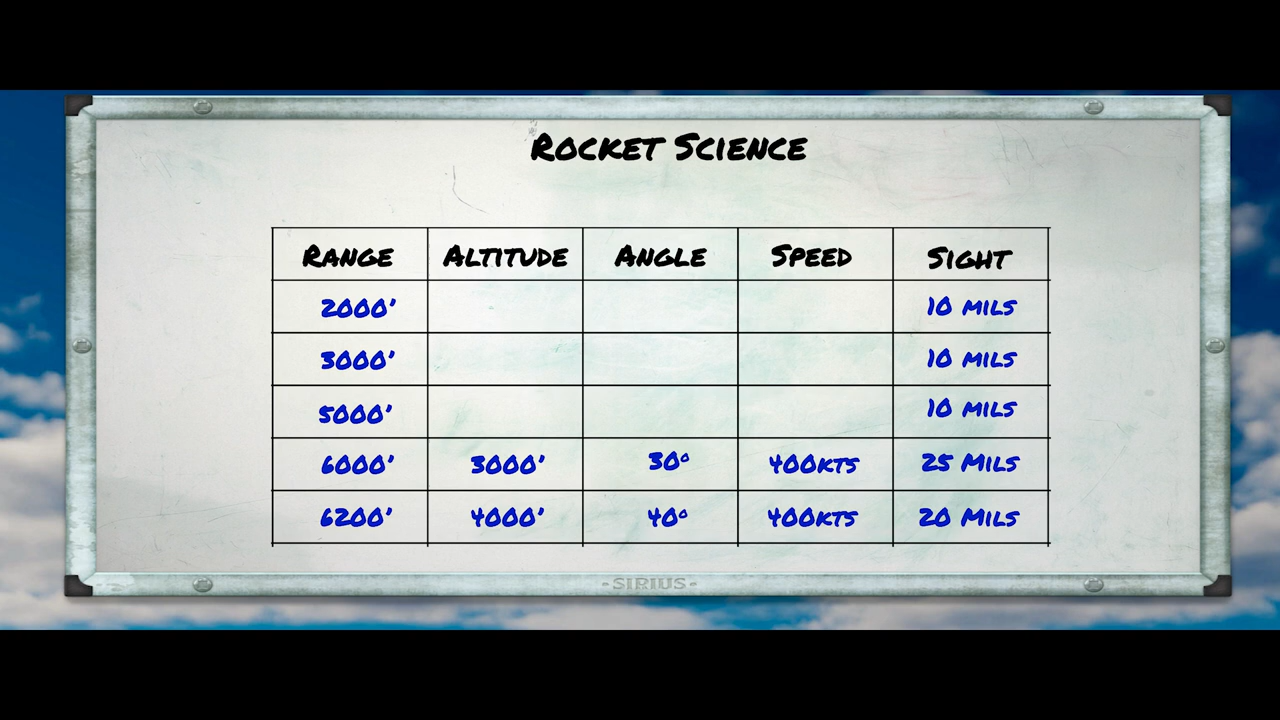 Rocket Science
Range Altitude Angle Speed Sight
2000' 10 mils
3000' 10 mils
5000' 10 mils
6000' 3000' 30° 400kts 25 Mils
6200' 4000' 40° 400kts 20 Mils
-SIRIUS-